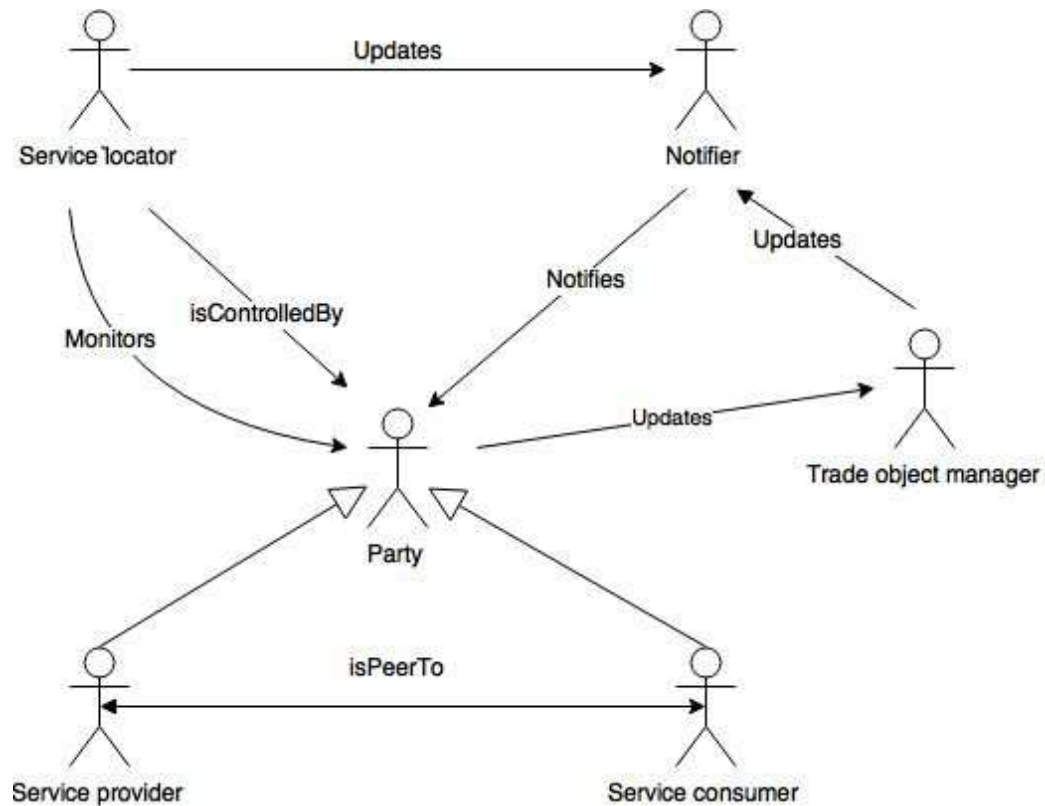 Updates
Service locator
Notifier
Updates
Notifies
isControlledBy
Monitors
Updates
Trade object manager
Party
isPeerTo
Service provider
Service consumer